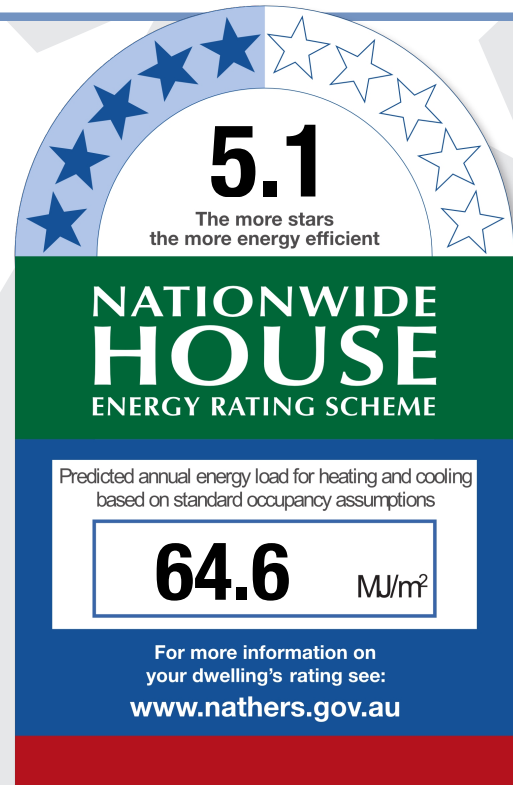 5.1
The more stars
the more energy efficient
NATIONWIDE
HOUSE
ENERGY RATING SCHEME
Predicted annual energy load for heating and cooling
based on standard occupancy assumptions
64.6 MJ/m²
For more information on
your dwelling's rating see:
www.nathers.gov.au